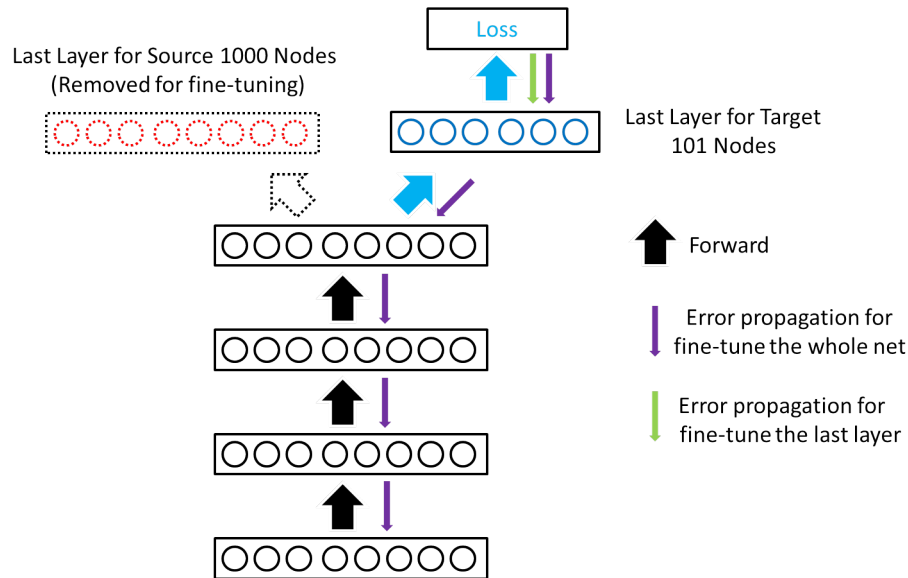 Loss
Last Layer for Source 1000 Nodes
(Removed for fine-tuning)
Last Layer for Target
101 Nodes
Forward
Error propagation for
fine-tune the whole net
Error propagation for
fine-tune the last layer